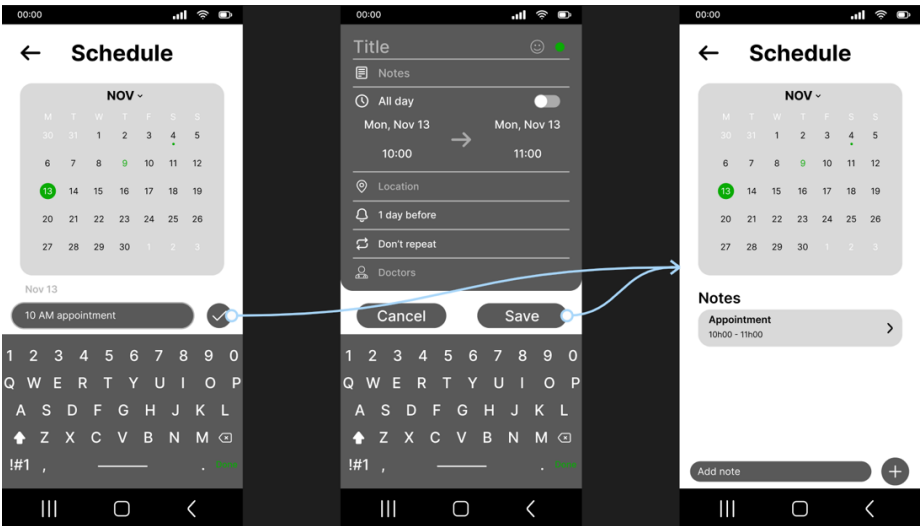 00:00
Schedule
NOV
M T W T F S S
30 31 1 2 3 4 5
6 7 8 9 10 11 12
13 14 15 16 17 18 19
20 21 22 23 24 25 26
27 28 29 30 1 2 3
Nov 13
10 AM appointment
1 2 3 4 5 6 7 8 9 0
Q W E R T Y U I O P
A S D F G H J K L
Z X C V B N M
!#1 , . Done
00:00
Title
Notes
All day
Mon, Nov 13 Mon, Nov 13
10:00 11:00
Location
1 day before
Don't repeat
Doctors
Cancel Save
1 2 3 4 5 6 7 8 9 0
Q W E R T Y U I O P
A S D F G H J K L
Z X C V B N M
!#1 , . Done
00:00
Schedule
NOV
M T W T F S S
30 31 1 2 3 4 5
6 7 8 9 10 11 12
13 14 15 16 17 18 19
20 21 22 23 24 25 26
27 28 29 30 1 2 3
Notes
Appointment
10h00 - 11h00
Add note